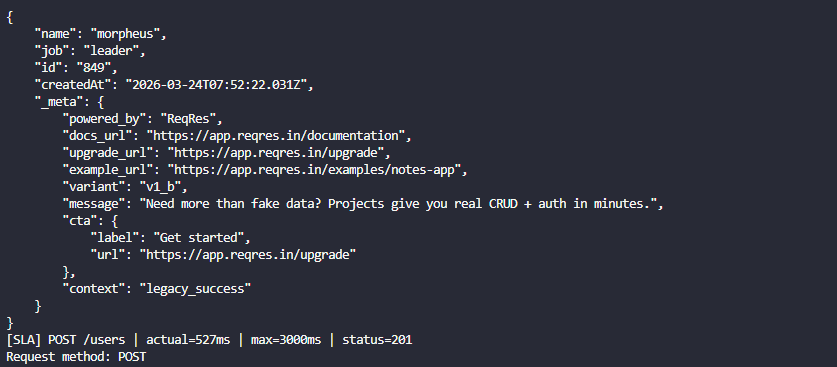 {
    "name": "morpheus",
    "job": "leader",
    "id": "849",
    "createdAt": "2026-03-24T07:52:22.031Z",
    "_meta": {
        "powered_by": "ReqRes",
        "docs_url": "https://app.reqres.in/documentation",
        "upgrade_url": "https://app.reqres.in/upgrade",
        "example_url": "https://app.reqres.in/examples/notes-app",
        "variant": "v1_b",
        "message": "Need more than fake data? Projects give you real CRUD + auth in minutes.",
        "cta": {
            "label": "Get started",
            "url": "https://app.reqres.in/upgrade"
        },
        "context": "legacy_success"
    }
}
[SLA] POST /users | actual=527ms | max=3000ms | status=201
Request method: POST